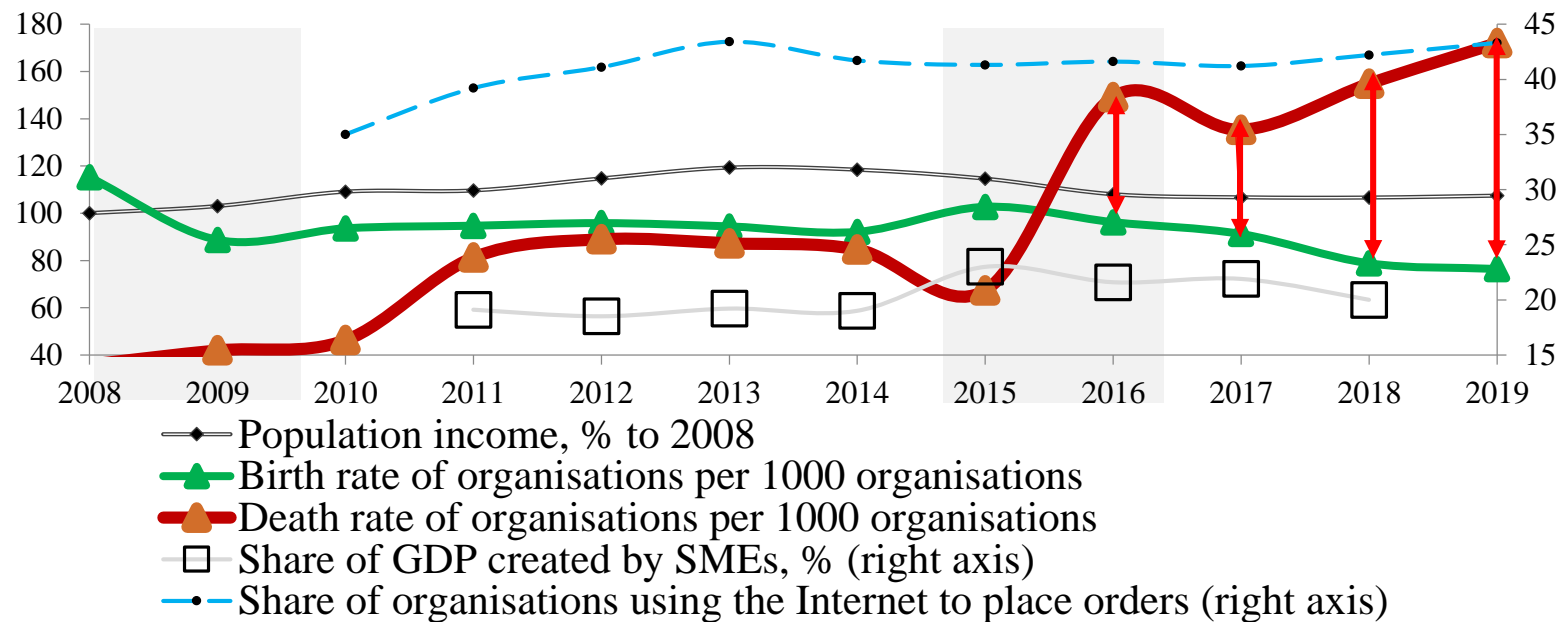 180 45
160 40
140 35
120 30
100 25
80 20
60
40 15
2008 2009 2010 2011 2012 2013 2014 2015 2016 2017 2018 2019
Population income, % to 2008
Birth rate of organisations per 1000 organisations
Death rate of organisations per 1000 organisations
Share of GDP created by SMEs, % (right axis)
Share of organisations using the Internet to place orders (right axis)